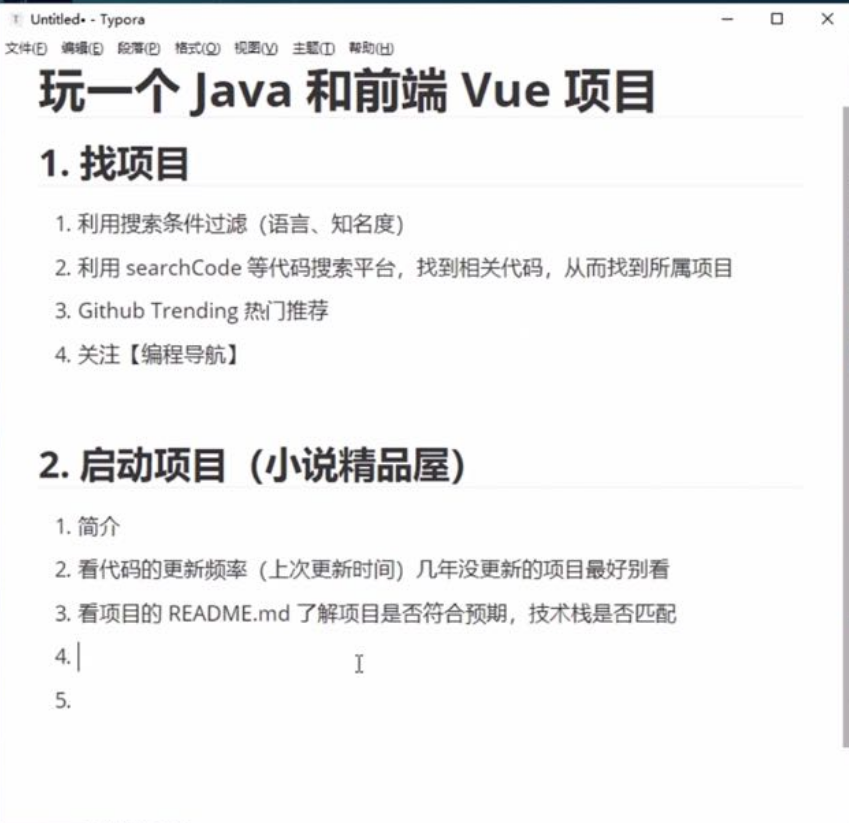 Untitled• - Typora
文件(F) 编辑(E) 段落(P) 格式(O) 视图(V) 主题(T) 帮助(H)
玩一个 Java 和前端 Vue 项目
1. 找项目
1. 利用搜索条件过滤（语言、知名度）
2. 利用 searchCode 等代码搜索平台，找到相关代码，从而找到所属项目
3. Github Trending 热门推荐
4. 关注【编程导航】
2. 启动项目（小说精品屋）
1. 简介
2. 看代码的更新频率（上次更新时间）几年没更新的项目最好别看
3. 看项目的 README.md 了解项目是否符合预期，技术栈是否匹配
4.
5.